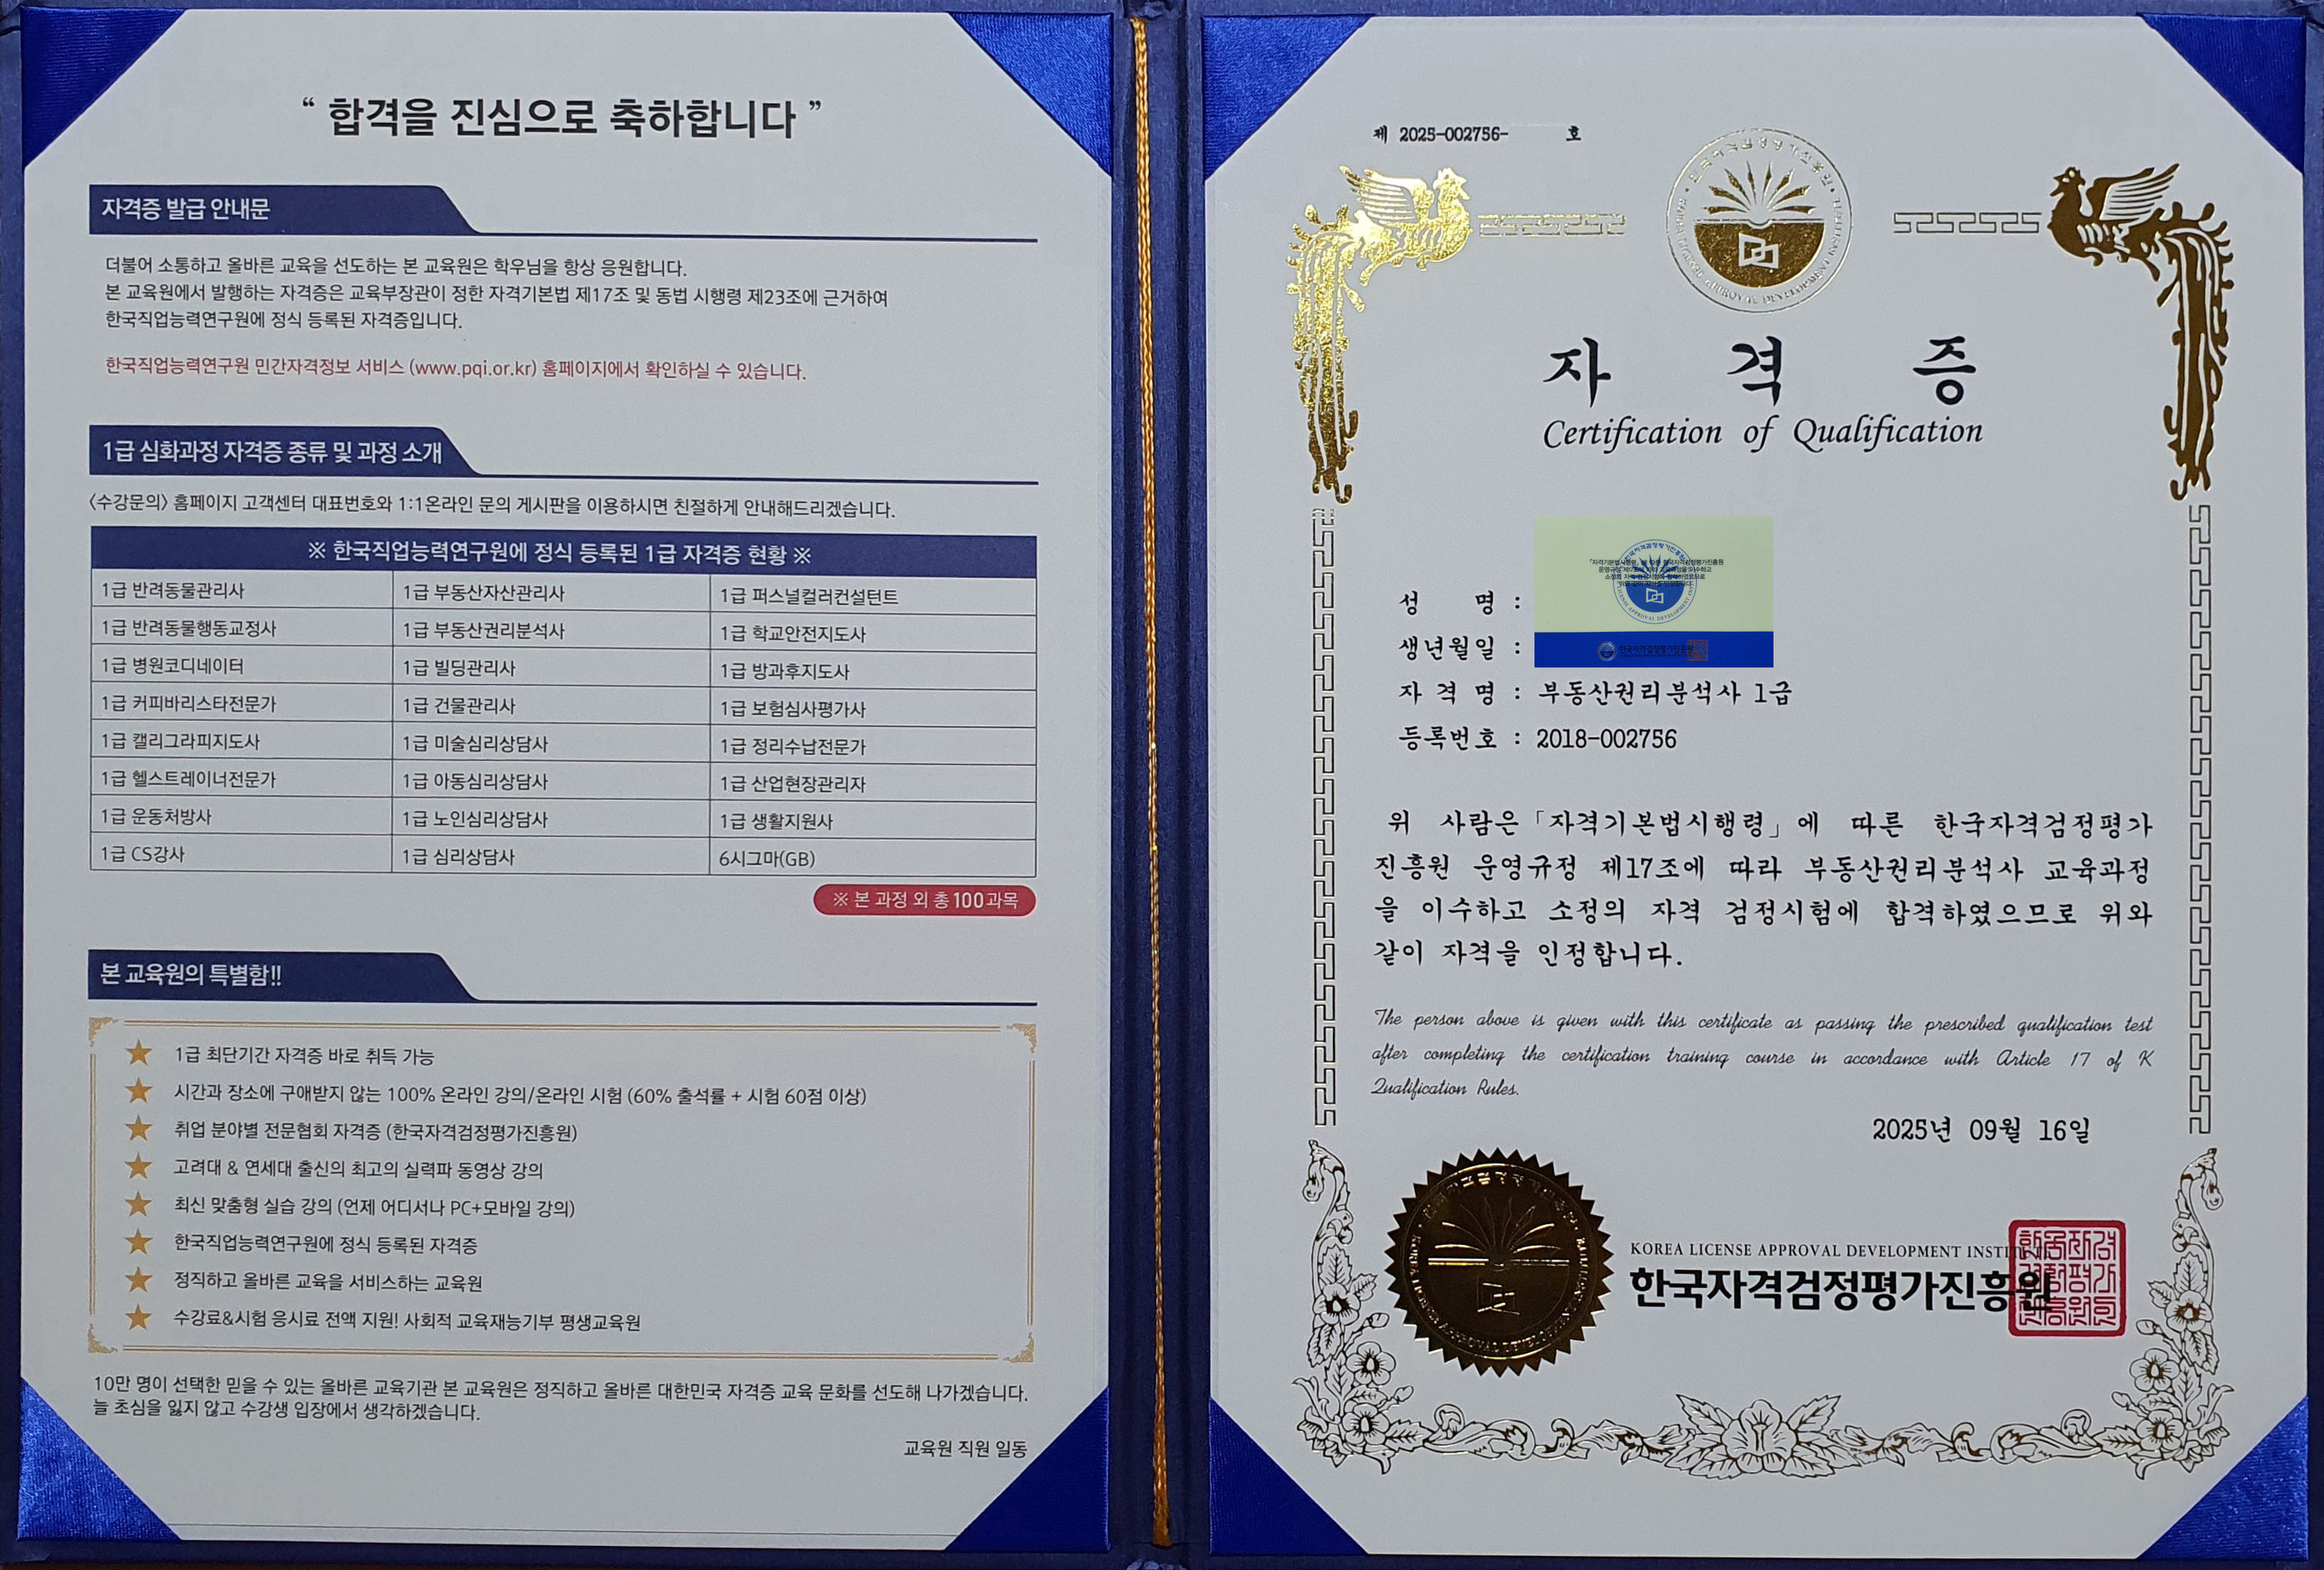 “ 합격을 진심으로 축하합니다 ”
자격증 발급 안내문
더불어 소통하고 올바른 교육을 선도하는 본 교육원은 학우님을 항상 응원합니다.
본 교육원에서 발행하는 자격증은 교육부장관이 정한 자격기본법 제17조 및 동법 시행령 제23조에 근거하여
한국직업능력연구원에 정식 등록된 자격증입니다.
한국직업능력연구원 민간자격정보 서비스 (www.pqi.or.kr) 홈페이지에서 확인하실 수 있습니다.
1급 심화과정 자격증 종류 및 과정 소개
<수강문의> 홈페이지 고객센터 대표번호와 1:1온라인 문의 게시판을 이용하시면 친절하게 안내해드리겠습니다.
※ 한국직업능력연구원에 정식 등록된 1급 자격증 현황 ※
1급 반려동물관리사 1급 부동산자산관리사 1급 퍼스널컬러컨설턴트
1급 반려동물행동교정사 1급 부동산권리분석사 1급 학교안전지도사
1급 병원코디네이터 1급 빌딩관리사 1급 방과후지도사
1급 커피바리스타전문가 1급 건물관리사 1급 보험심사평가사
1급 캘리그라피지도사 1급 미술심리상담사 1급 정리수납전문가
1급 헬스트레이너전문가 1급 아동심리상담사 1급 산업현장관리자
1급 운동처방사 1급 노인심리상담사 1급 생활지원사
1급 CS강사 1급 심리상담사 6시그마(GB)
※ 본 과정 외 총 100과목
본 교육원의 특별함!!
★ 1급 최단기간 자격증 바로 취득 가능
★ 시간과 장소에 구애받지 않는 100% 온라인 강의/온라인 시험 (60% 출석률 + 시험 60점 이상)
★ 취업 분야별 전문협회 자격증 (한국자격검정평가진흥원)
★ 고려대 & 연세대 출신의 최고의 실력파 동영상 강의
★ 최신 맞춤형 실습 강의 (언제 어디서나 PC+모바일 강의)
★ 한국직업능력연구원에 정식 등록된 자격증
★ 정직하고 올바른 교육을 서비스하는 교육원
★ 수강료&시험 응시료 전액 지원! 사회적 교육재능기부 평생교육원
10만 명이 선택한 믿을 수 있는 올바른 교육기관 본 교육원은 정직하고 올바른 대한민국 자격증 교육 문화를 선도해 나가겠습니다.
늘 초심을 잃지 않고 수강생 입장에서 생각하겠습니다.
교육원 직원 일동
제 2025-002756- 호
자 격 증
Certification of Qualification
성 명 :
생년월일 :
한국자격검정평가진흥원
자 격 명 : 부동산권리분석사 1급
등록번호 : 2018-002756
위 사람은 「자격기본법시행령」에 따른 한국자격검정평가
진흥원 운영규정 제17조에 따라 부동산권리분석사 교육과정
을 이수하고 소정의 자격 검정시험에 합격하였으므로 위와
같이 자격을 인정합니다.
The person above is given with this certificate as passing the prescribed qualification test
after completing the certification training course in accordance with Article 17 of K
Qualification Rules.
2025년 09월 16일
KOREA LICENSE APPROVAL DEVELOPMENT INSTITUTE
한국자격검정평가진흥원